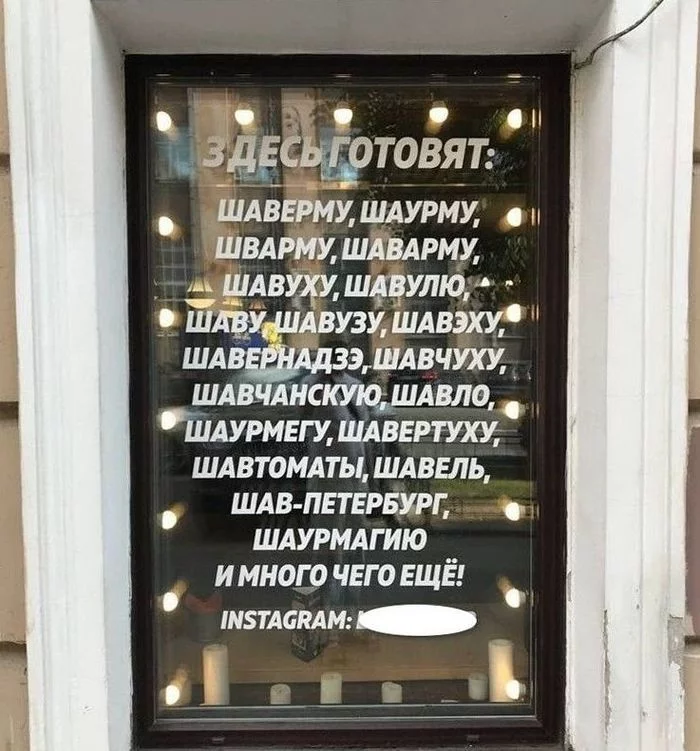 ЗДЕСЬ ГОТОВЯТ:
ШАВЕРМУ, ШАУРМУ,
ШВАРМУ, ШАВАРМУ,
ШАВУХУ, ШАВУЛЮ,
ШАВУ, ШАВУЗУ, ШАВЭХУ,
ШАВЕРНАДЗЭ, ШАВЧУХУ,
ШАВЧАНСКУЮ, ШАВЛО,
ШАУРМЕГУ, ШАВЕРТУХУ,
ШАВТОМАТЫ, ШАВЕЛЬ,
ШАВ-ПЕТЕРБУРГ,
ШАУРМАГИЮ
И МНОГО ЧЕГО ЕЩЁ!
INSTAGRAM: